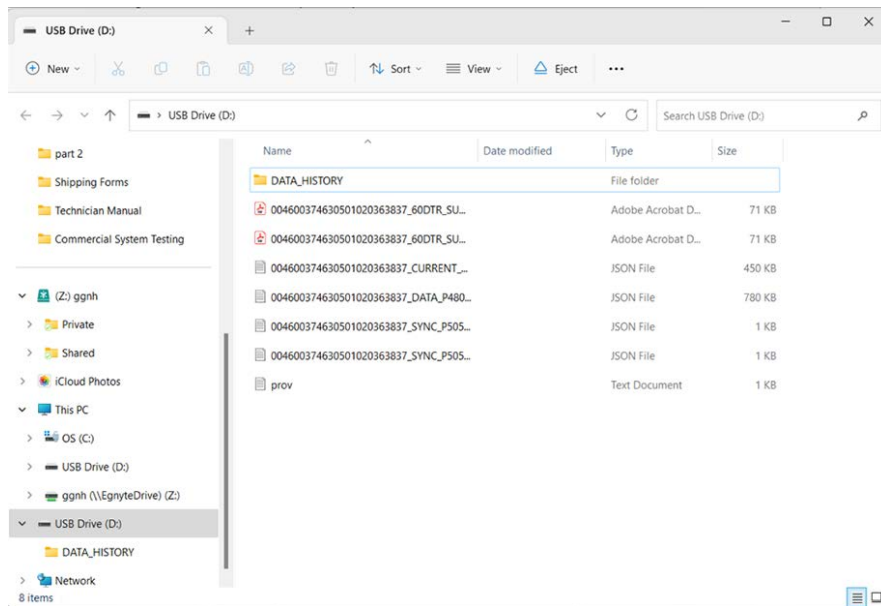 USB Drive (D:)
New
Sort
View
Eject
USB Drive (D:)
Search USB Drive (D:)
part 2
Shipping Forms
Technician Manual
Commercial System Testing
(Z:) ggnh
Private
Shared
iCloud Photos
This PC
OS (C:)
USB Drive (D:)
ggnh (\\EgnyteDrive) (Z:)
USB Drive (D:)
DATA_HISTORY
Network
Name Date modified Type Size
DATA_HISTORY File folder
004600374630501020363837_60DTR_SU... Adobe Acrobat D... 71 KB
004600374630501020363837_60DTR_SU... Adobe Acrobat D... 71 KB
004600374630501020363837_CURRENT_... JSON File 450 KB
004600374630501020363837_DATA_P480... JSON File 780 KB
004600374630501020363837_SYNC_P505... JSON File 1 KB
004600374630501020363837_SYNC_P505... JSON File 1 KB
prov Text Document 1 KB
8 items